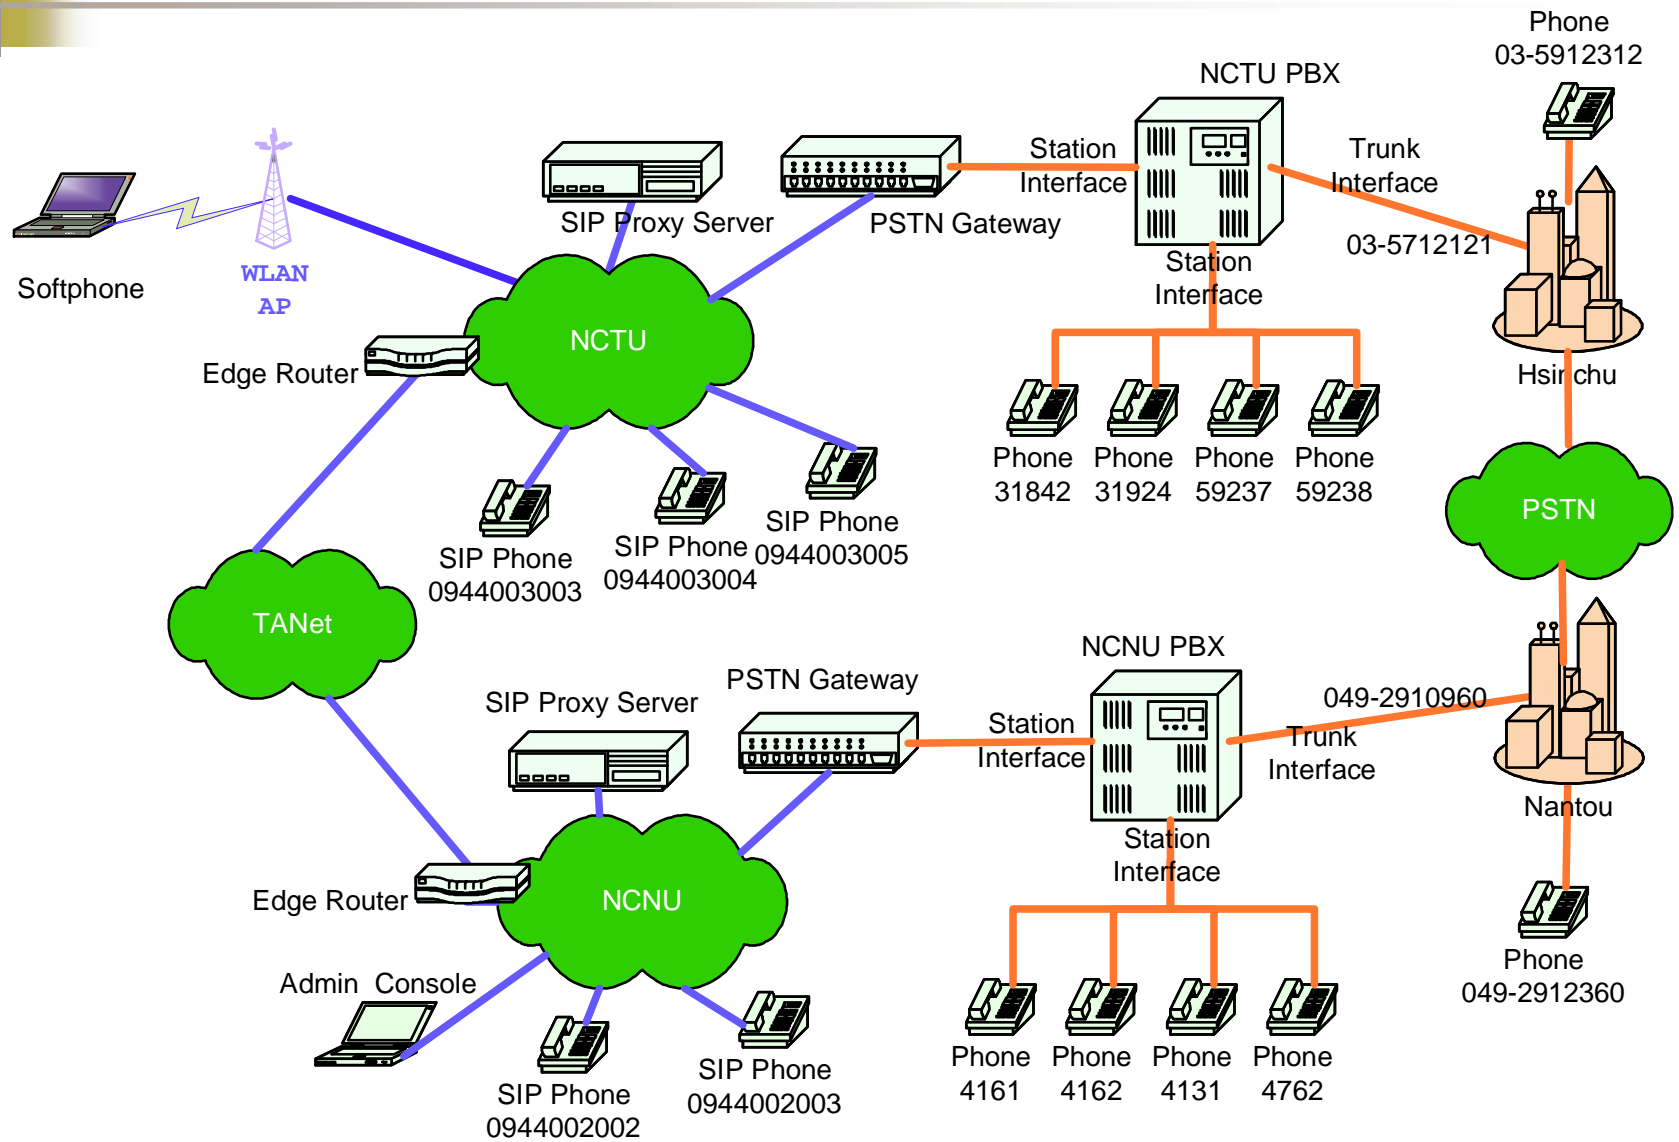 Phone
03-5912312
NCTU PBX
Station
Interface
Trunk
Interface
SIP Proxy Server
PSTN Gateway
03-5712121
Station
Interface
WLAN
AP
Softphone
NCTU
Edge Router
Hsinchu
Phone
31842
Phone
31924
Phone
59237
Phone
59238
PSTN
SIP Phone
0944003003
SIP Phone
0944003004
SIP Phone
0944003005
TANet
NCNU PBX
PSTN Gateway
SIP Proxy Server
049-2910960
Station
Interface
Trunk
Interface
Nantou
Station
Interface
Edge Router
NCNU
Phone
049-2912360
Admin Console
Phone
4161
Phone
4162
Phone
4131
Phone
4762
SIP Phone
0944002002
SIP Phone
0944002003